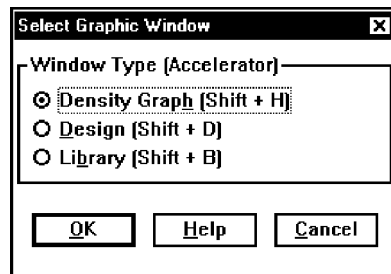 Select Graphic Window
Window Type (Accelerator)
Density Graph (Shift + H)
Design (Shift + D)
Library (Shift + B)
OK Help Cancel